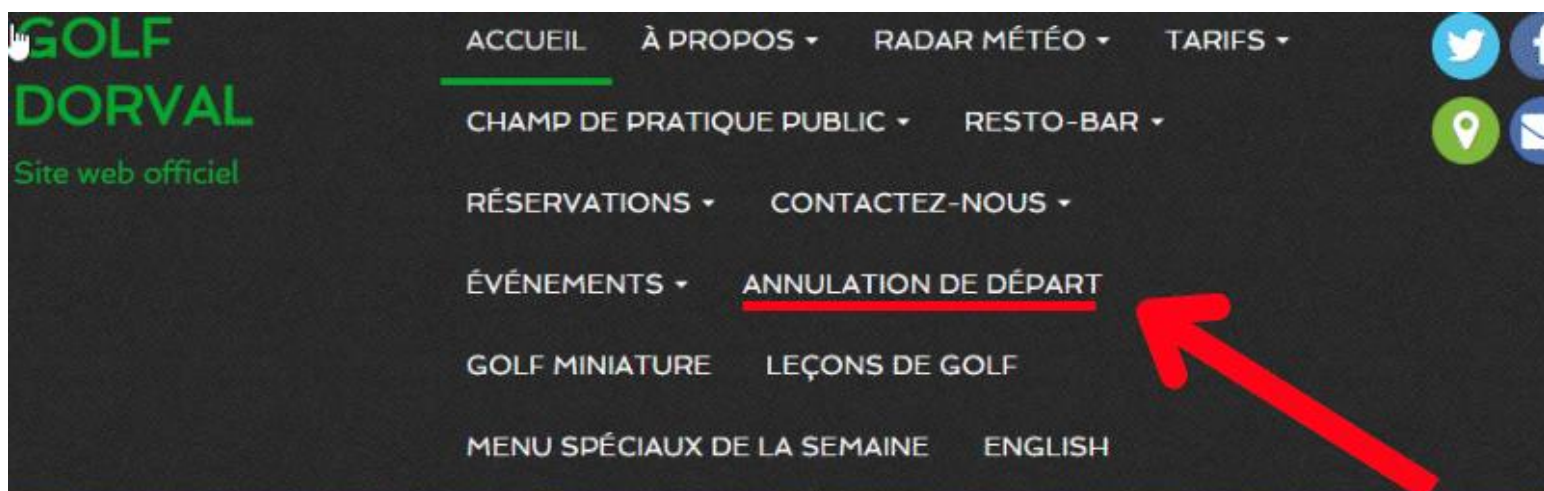 GOLF
DORVAL
Site web officiel
ACCUEIL À PROPOS RADAR MÉTÉO TARIFS
CHAMP DE PRATIQUE PUBLIC RESTO-BAR
RÉSERVATIONS CONTACTEZ-NOUS
ÉVÉNEMENTS ANNULATION DE DÉPART
GOLF MINIATURE LEÇONS DE GOLF
MENU SPÉCIAUX DE LA SEMAINE ENGLISH